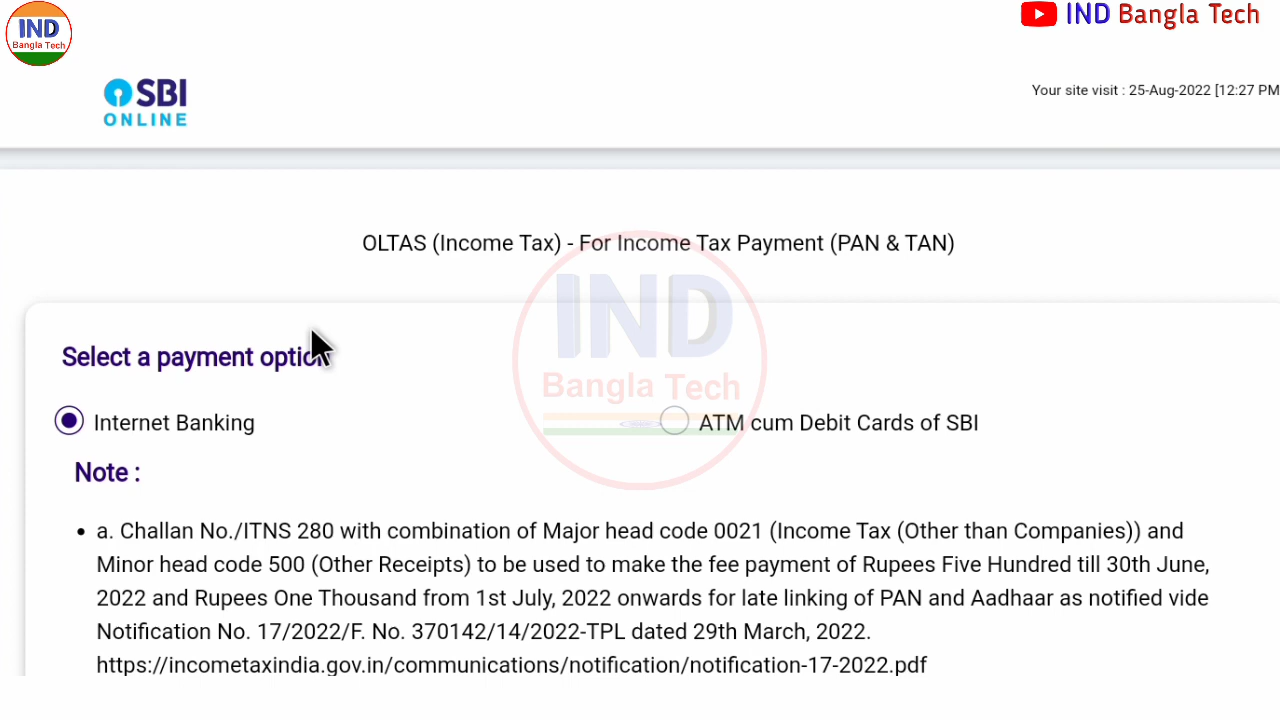 IND
Bangla Tech
IND Bangla Tech
SBI
ONLINE
Your site visit : 25-Aug-2022 [12:27 PM
OLTAS (Income Tax) - For Income Tax Payment (PAN & TAN)
IND
Bangla Tech
Select a payment option
Internet Banking
ATM cum Debit Cards of SBI
Note :
• a. Challan No./ITNS 280 with combination of Major head code 0021 (Income Tax (Other than Companies)) and
Minor head code 500 (Other Receipts) to be used to make the fee payment of Rupees Five Hundred till 30th June,
2022 and Rupees One Thousand from 1st July, 2022 onwards for late linking of PAN and Aadhaar as notified vide
Notification No. 17/2022/F. No. 370142/14/2022-TPL dated 29th March, 2022.
https://incometaxindia.gov.in/communications/notification/notification-17-2022.pdf